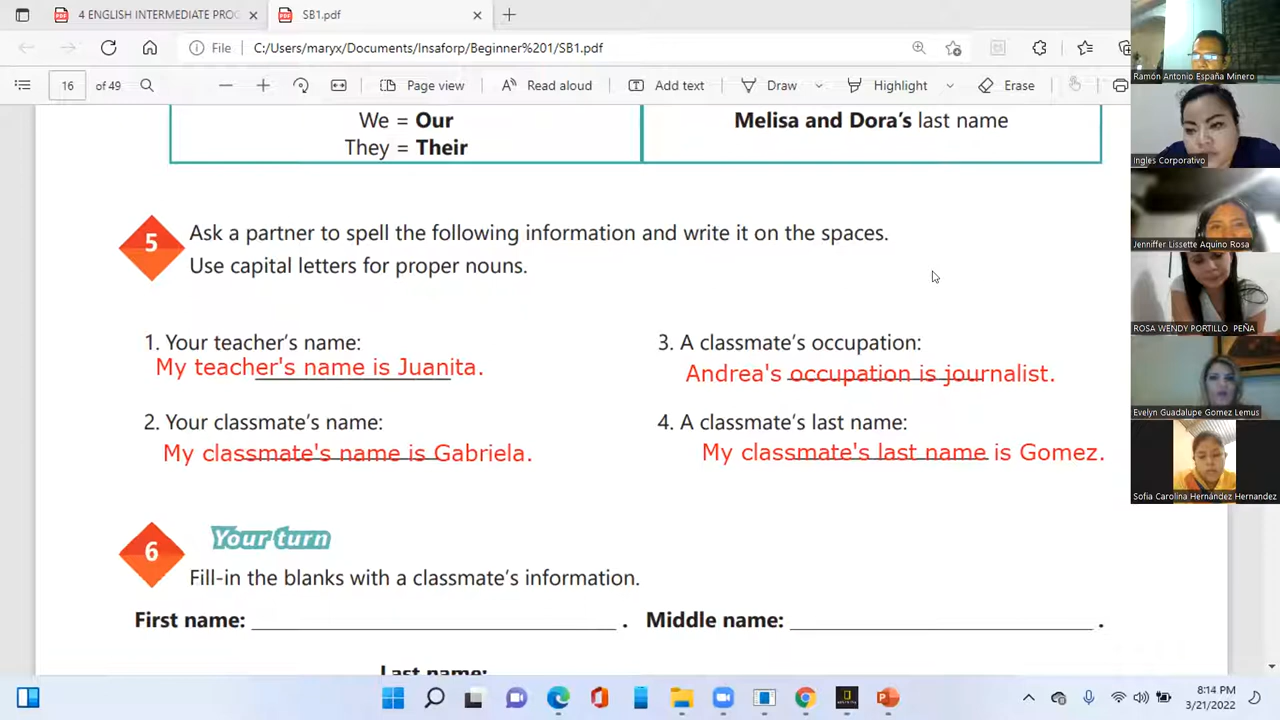 4 ENGLISH INTERMEDIATE PROG
SB1.pdf
File
C:/Users/maryx/Documents/Insaforp/Beginner%201/SB1.pdf
16 of 49
Page view
Read aloud
Add text
Draw
Highlight
Erase
We = Our
They = Their
Melisa and Dora's last name
5
Ask a partner to spell the following information and write it on the spaces.
Use capital letters for proper nouns.
1. Your teacher's name:
My teacher's name is Juanita.
2. Your classmate's name:
My classmate's name is Gabriela.
3. A classmate's occupation:
Andrea's occupation is journalist.
4. A classmate's last name:
My classmate's last name is Gomez.
6
Your turn
Fill-in the blanks with a classmate's information.
First name: ______ .
Middle name: ______ .
Last name:
Ramón Antonio España Minero
Ingles Corporativo
Jenniffer Lissette Aquino Rosa
ROSA WENDY PORTILLO PEÑA
Evelyn Guadalupe Gomez Lemus
Sofia Carolina Hernández Hernandez
8:14 PM
3/21/2022